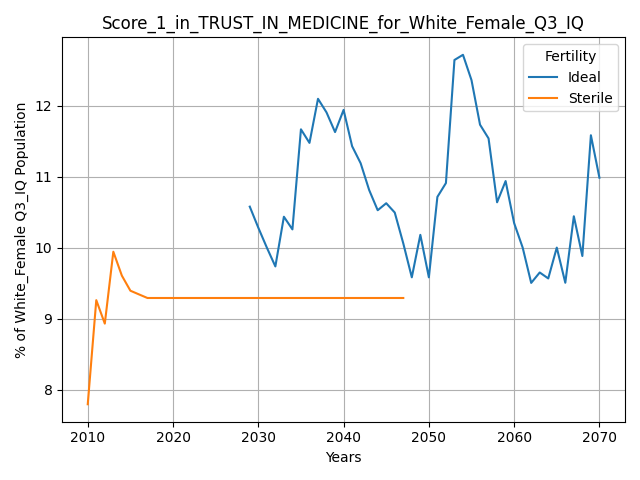 Score_1_in_TRUST_IN_MEDICINE_for_White_Female_Q3_IQ
Fertility
Ideal
Sterile
% of White_Female Q3_IQ Population
12
11
10
9
8
2010 2020 2030 2040 2050 2060 2070
Years